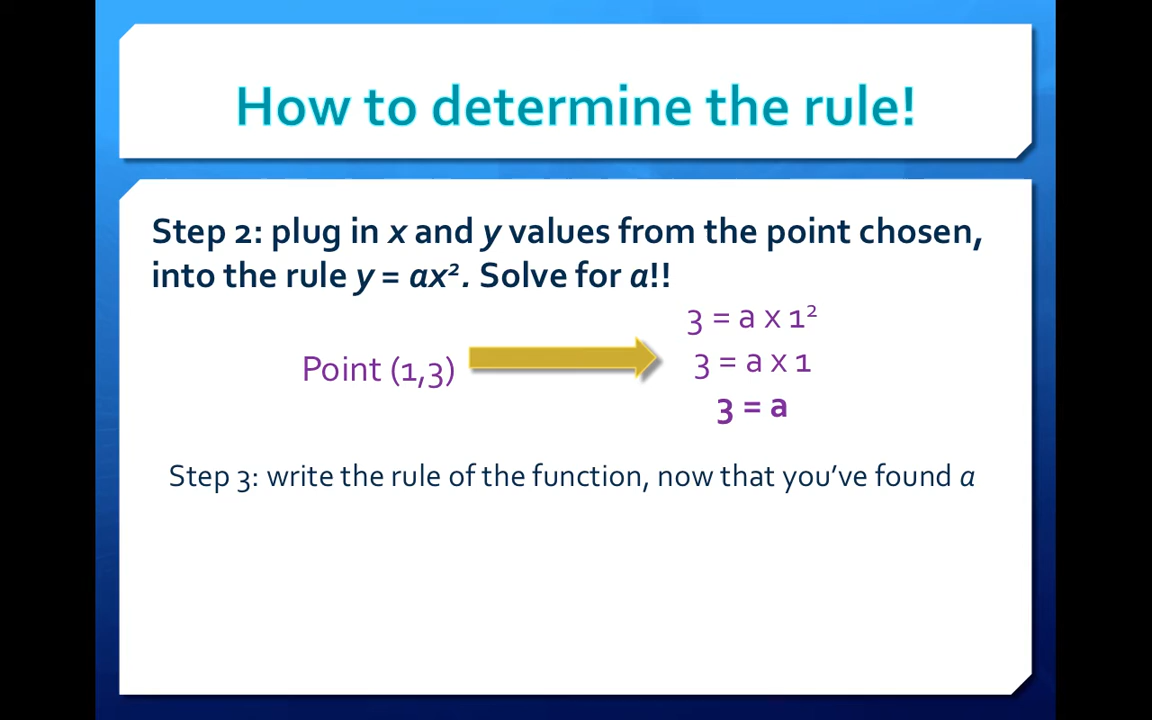 How to determine the rule!
Step 2: plug in x and y values from the point chosen,
into the rule y = ax². Solve for a!!
3 = a x 1²
Point (1,3)
3 = a x 1
3 = a
Step 3: write the rule of the function, now that you’ve found a